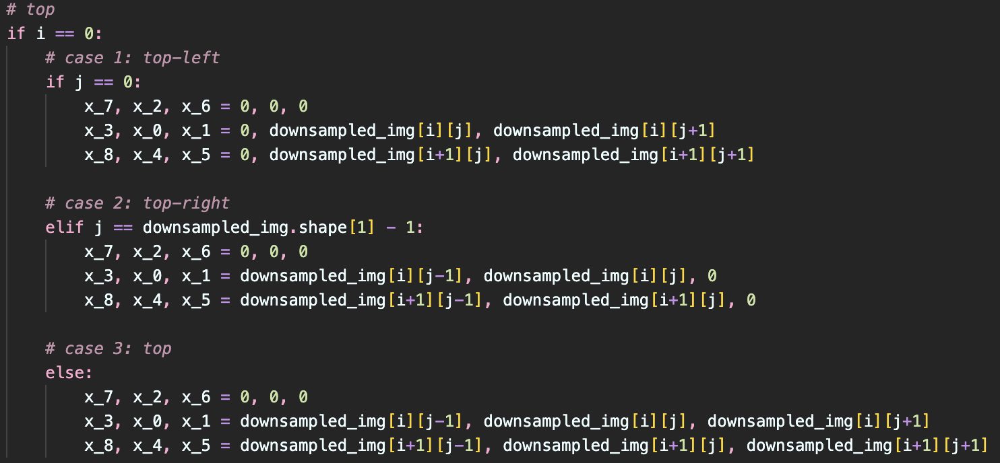 # top
if i == 0:
    # case 1: top-left
    if j == 0:
        x_7, x_2, x_6 = 0, 0, 0
        x_3, x_0, x_1 = 0, downsampled_img[i][j], downsampled_img[i][j+1]
        x_8, x_4, x_5 = 0, downsampled_img[i+1][j], downsampled_img[i+1][j+1]

    # case 2: top-right
    elif j == downsampled_img.shape[1] - 1:
        x_7, x_2, x_6 = 0, 0, 0
        x_3, x_0, x_1 = downsampled_img[i][j-1], downsampled_img[i][j], 0
        x_8, x_4, x_5 = downsampled_img[i+1][j-1], downsampled_img[i+1][j], 0

    # case 3: top
    else:
        x_7, x_2, x_6 = 0, 0, 0
        x_3, x_0, x_1 = downsampled_img[i][j-1], downsampled_img[i][j], downsampled_img[i][j+1]
        x_8, x_4, x_5 = downsampled_img[i+1][j-1], downsampled_img[i+1][j], downsampled_img[i+1][j+1]